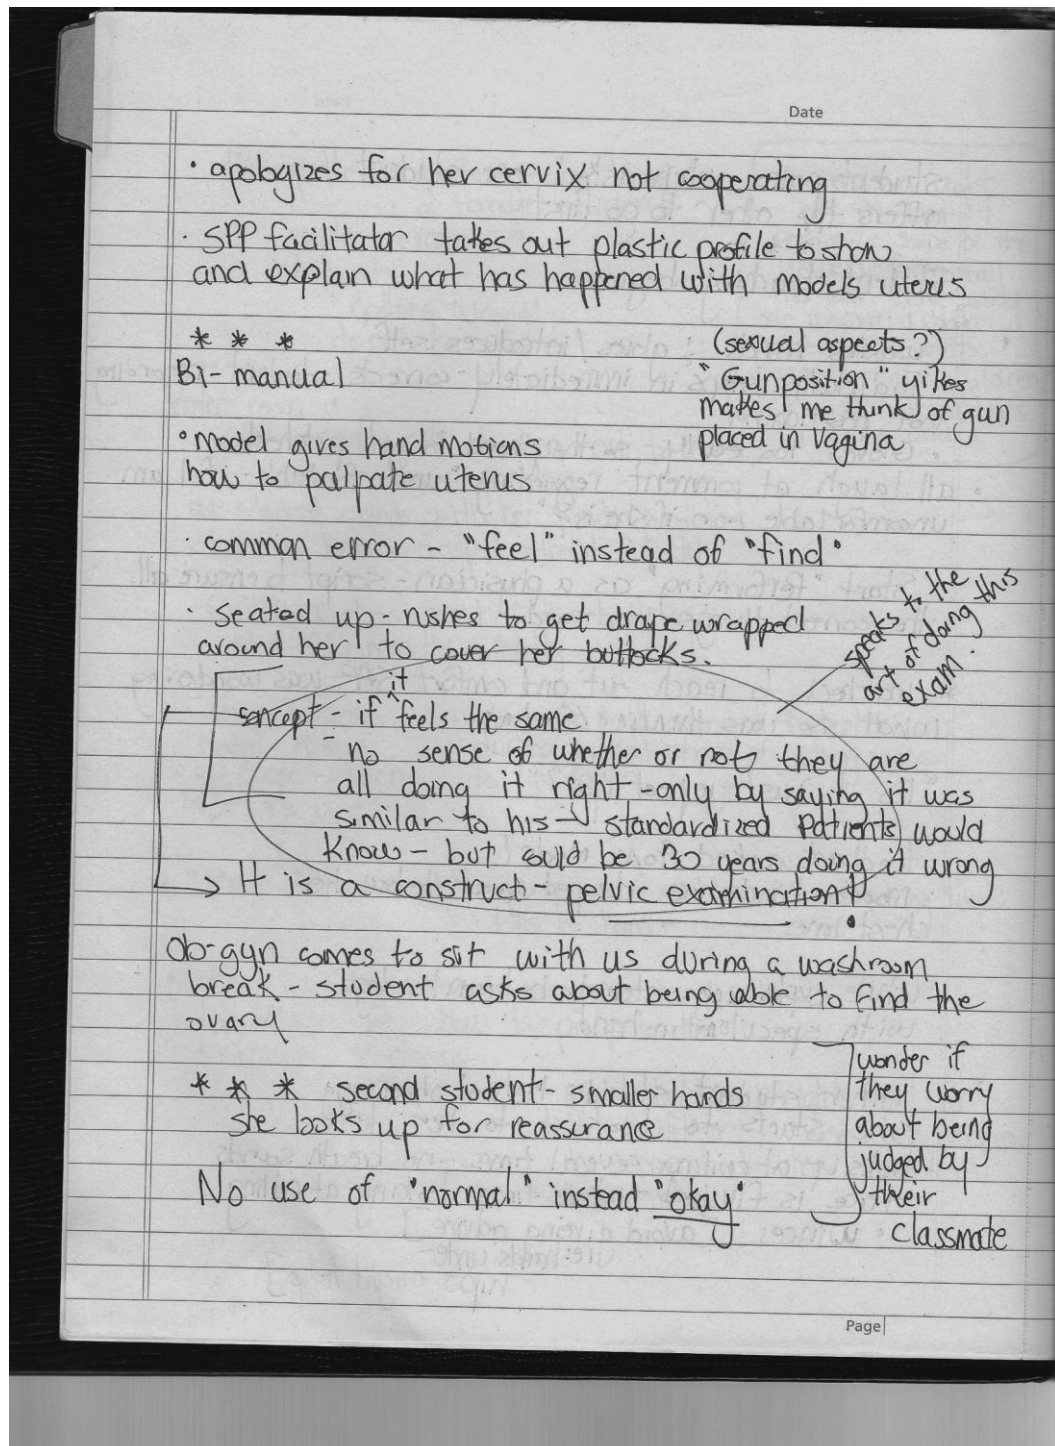 Date
• apologizes for her cervix not cooperating
• SPP facilitator takes out plastic profile to show
and explain what has happened with models uterus
* * *
Bi-manual
(sexual aspects?)
"Gunposition" yikes
makes me think of gun
placed in vagina
• model gives hand motions
how to palpate uterus
• common error - "feel" instead of "find"
• Seated up - rushes to get drape wrapped
around her to cover her buttocks.
speaks to the
art of doing this
exam.
concept - if it feels the same
- no sense of whether or not they are
all doing it right - only by saying it was
similar to his → standardized patients would
know - but could be 30 years doing it wrong
→ It is a construct - pelvic examination
Ob-gyn comes to sit with us during a washroom
break - student asks about being able to find the
ovary
* * * second student - smaller hands
she looks up for reassurance
No use of "normal" instead "okay"
wonder if
they worry
about being
judged by
their
classmate
Page